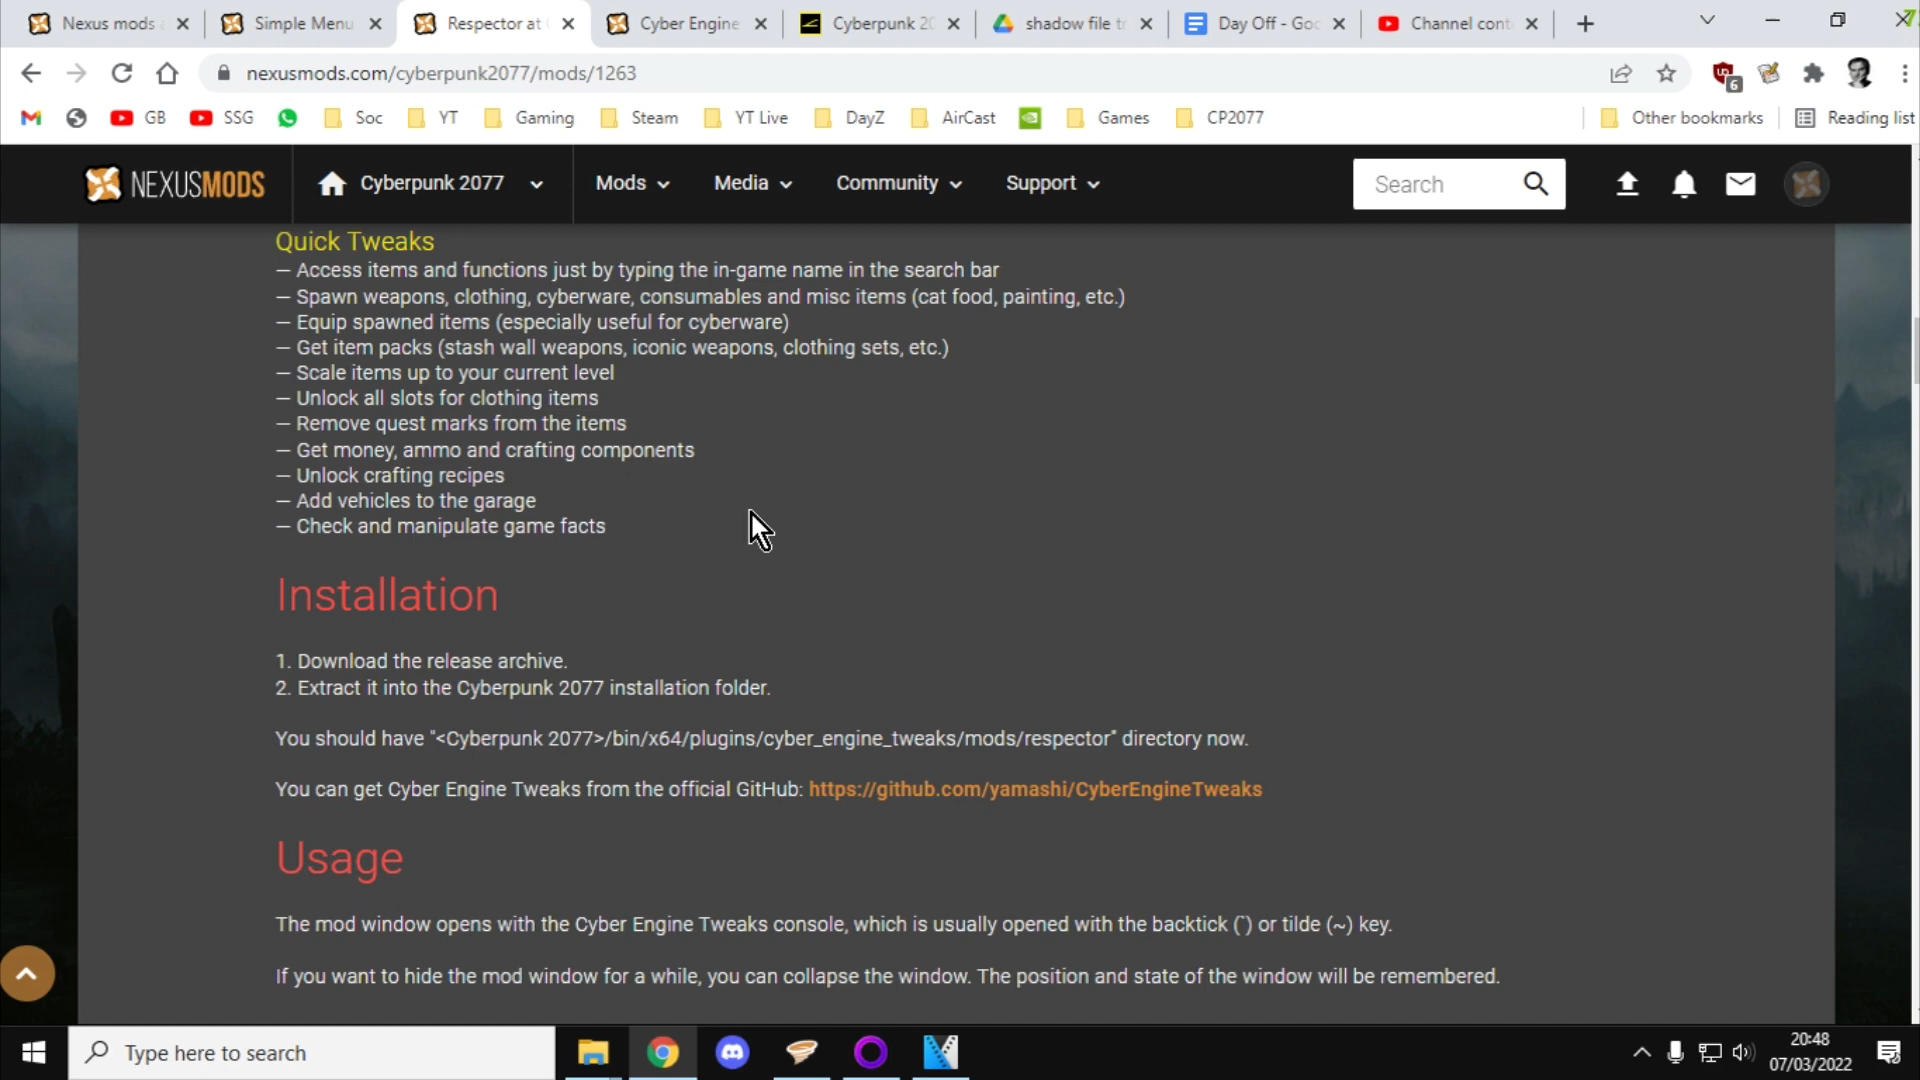 Nexus mods
Simple Menu
Respector at
Cyber Engine
Cyberpunk 20
shadow file tr
Day Off - Goo
Channel cont
nexusmods.com/cyberpunk2077/mods/1263
6
GB
SSG
Soc
YT
Gaming
Steam
YT Live
DayZ
AirCast
Games
CP2077
Other bookmarks
Reading list
NEXUSMODS
Cyberpunk 2077
Mods
Media
Community
Support
Search
Quick Tweaks
— Access items and functions just by typing the in-game name in the search bar
— Spawn weapons, clothing, cyberware, consumables and misc items (cat food, painting, etc.)
— Equip spawned items (especially useful for cyberware)
— Get item packs (stash wall weapons, iconic weapons, clothing sets, etc.)
— Scale items up to your current level
— Unlock all slots for clothing items
— Remove quest marks from the items
— Get money, ammo and crafting components
— Unlock crafting recipes
— Add vehicles to the garage
— Check and manipulate game facts
Installation
1. Download the release archive.
2. Extract it into the Cyberpunk 2077 installation folder.
You should have "<Cyberpunk 2077>/bin/x64/plugins/cyber_engine_tweaks/mods/respector" directory now.
You can get Cyber Engine Tweaks from the official GitHub: https://github.com/yamashi/CyberEngineTweaks
Usage
The mod window opens with the Cyber Engine Tweaks console, which is usually opened with the backtick (`) or tilde (~) key.
If you want to hide the mod window for a while, you can collapse the window. The position and state of the window will be remembered.
Type here to search
20:48
07/03/2022